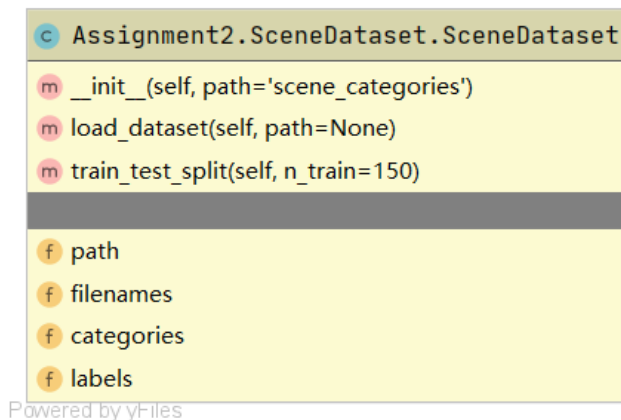 c Assignment2.SceneDataset.SceneDataset
m __init__(self, path='scene_categories')
m load_dataset(self, path=None)
m train_test_split(self, n_train=150)
f path
f filenames
f categories
f labels
Powered by yFiles